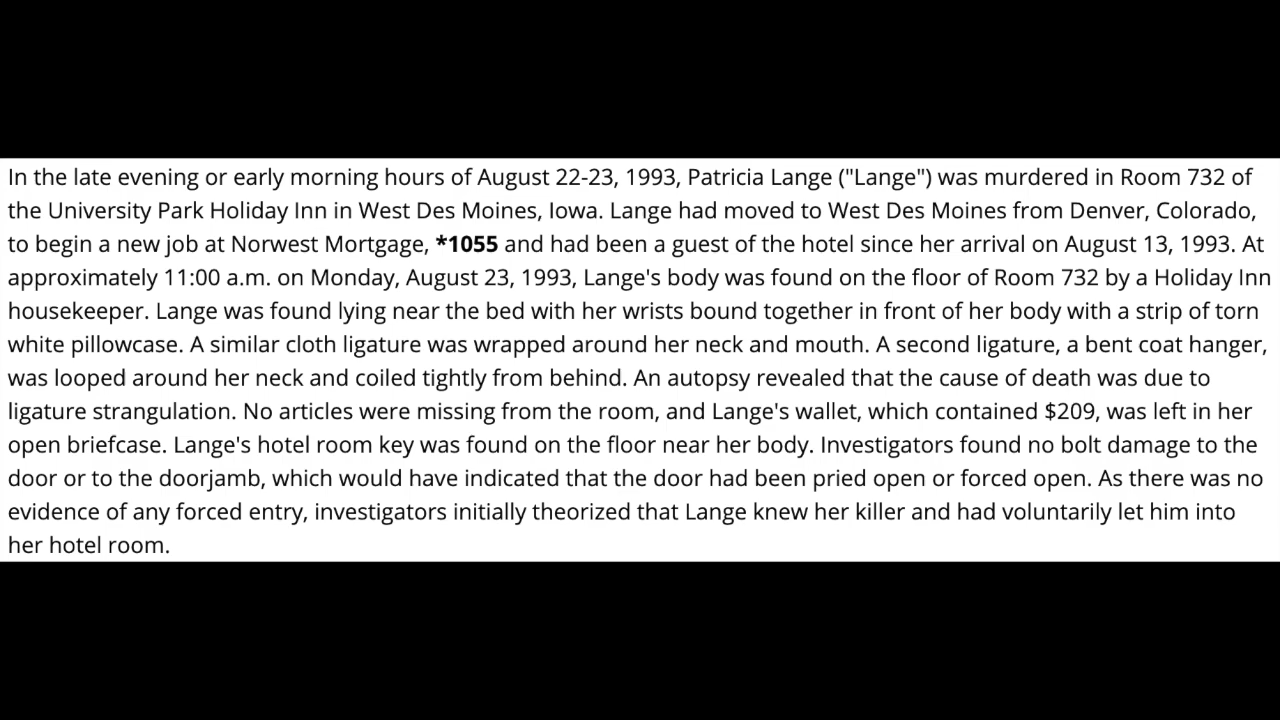 In the late evening or early morning hours of August 22-23, 1993, Patricia Lange ("Lange") was murdered in Room 732 of
the University Park Holiday Inn in West Des Moines, Iowa. Lange had moved to West Des Moines from Denver, Colorado,
to begin a new job at Norwest Mortgage, *1055 and had been a guest of the hotel since her arrival on August 13, 1993. At
approximately 11:00 a.m. on Monday, August 23, 1993, Lange's body was found on the floor of Room 732 by a Holiday Inn
housekeeper. Lange was found lying near the bed with her wrists bound together in front of her body with a strip of torn
white pillowcase. A similar cloth ligature was wrapped around her neck and mouth. A second ligature, a bent coat hanger,
was looped around her neck and coiled tightly from behind. An autopsy revealed that the cause of death was due to
ligature strangulation. No articles were missing from the room, and Lange's wallet, which contained $209, was left in her
open briefcase. Lange's hotel room key was found on the floor near her body. Investigators found no bolt damage to the
door or to the doorjamb, which would have indicated that the door had been pried open or forced open. As there was no
evidence of any forced entry, investigators initially theorized that Lange knew her killer and had voluntarily let him into
her hotel room.